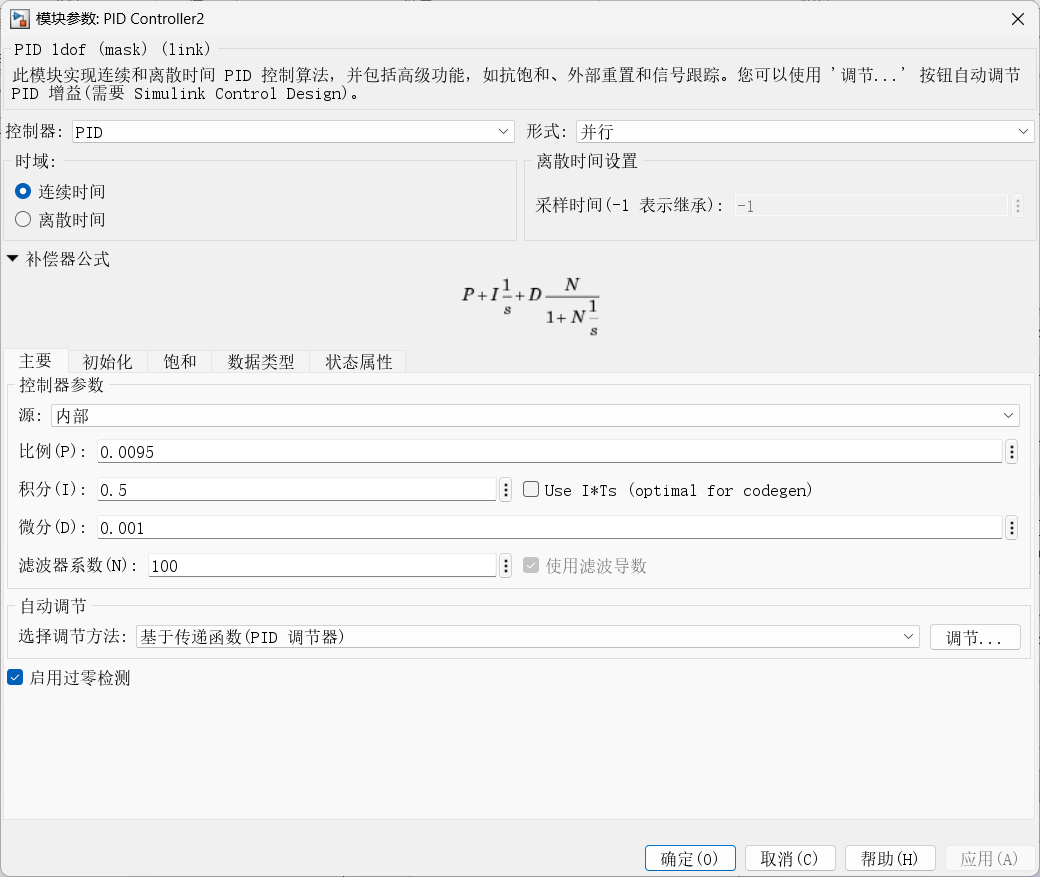 模块参数: PID Controller2
PID 1dof (mask) (link)
此模块实现连续和离散时间 PID 控制算法，并包括高级功能，如抗饱和、外部重置和信号跟踪。您可以使用 '调节...' 按钮自动调节
PID 增益(需要 Simulink Control Design)。
控制器: PID 形式: 并行
时域: 离散时间设置
连续时间
采样时间(-1 表示继承): -1
离散时间
补偿器公式
P+I\frac{1}{s}+D\frac{N}{1+N\frac{1}{s}}
主要 初始化 饱和 数据类型 状态属性
控制器参数
源: 内部
比例(P): 0.0095
积分(I): 0.5 Use I*Ts (optimal for codegen)
微分(D): 0.001
滤波器系数(N): 100 使用滤波导数
自动调节
选择调节方法: 基于传递函数(PID 调节器) 调节...
启用过零检测
确定(O) 取消(C) 帮助(H) 应用(A)